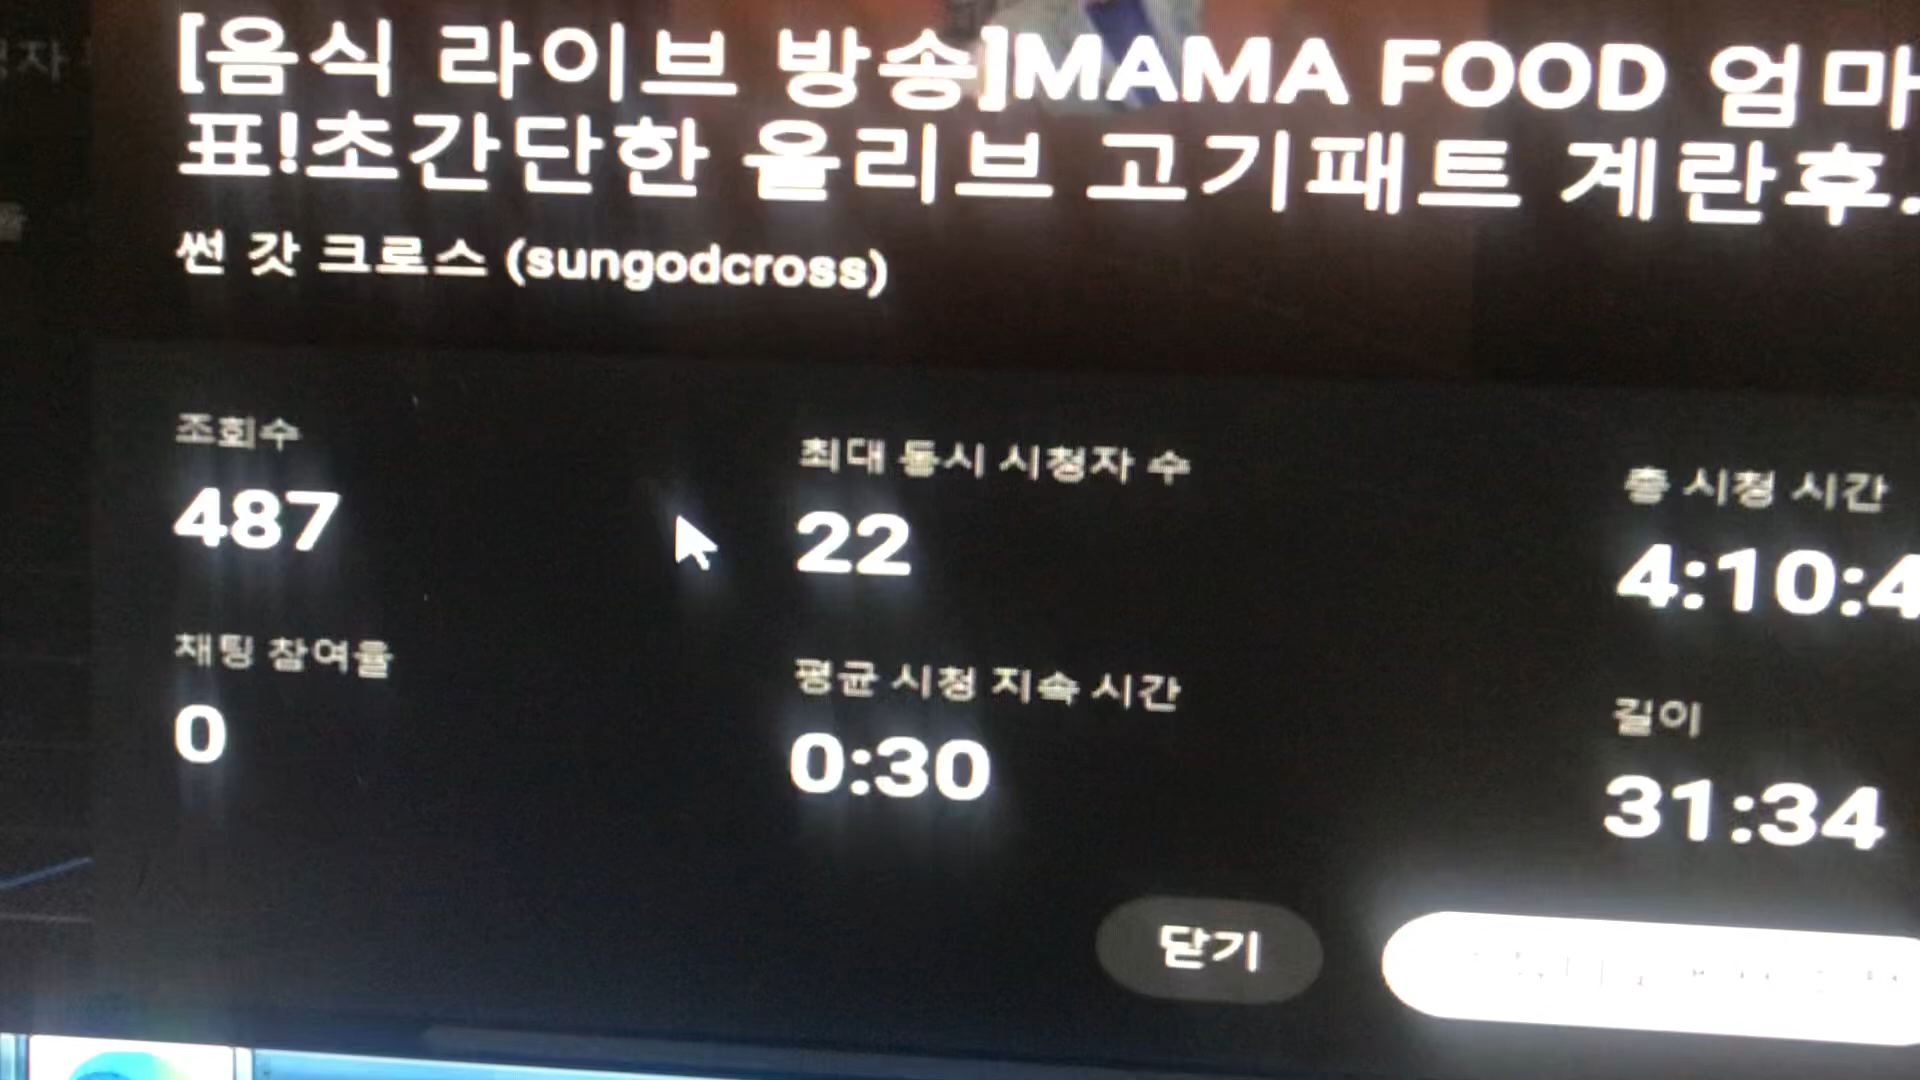 [음식 라이브 방송]MAMA FOOD 엄마
표!초간단한 올리브 고기패트 계란후.
썬 갓 크로스 (sungodcross)
조회수
487
최대 동시 시청자 수
22
총 시청 시간
4:10:4
채팅 참여율
0
평균 시청 지속 시간
0:30
길이
31:34
닫기